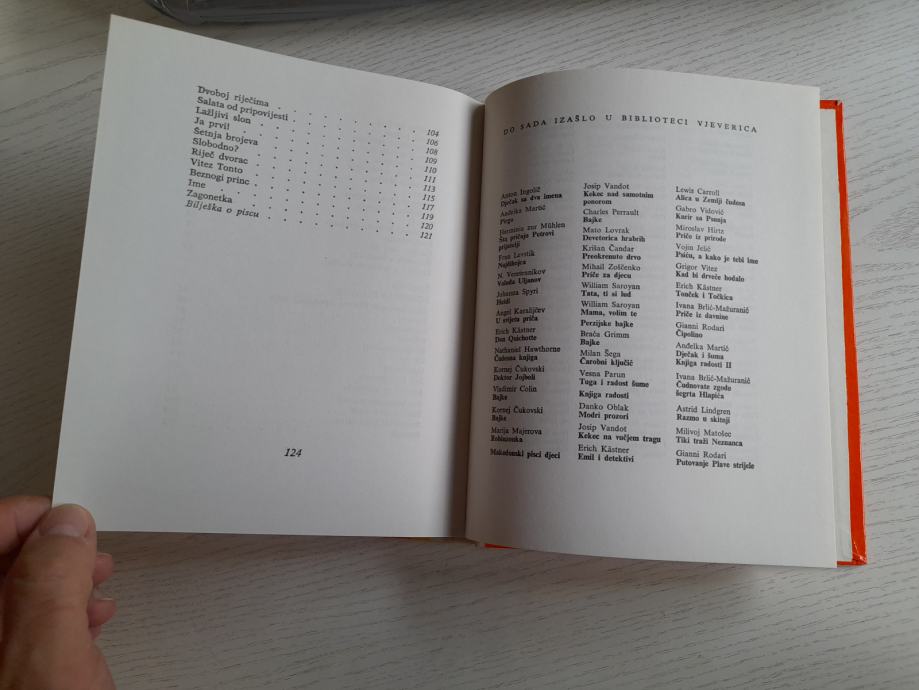 Dvoboj riječima . . . . . . . . . . 104
Salata od pripovijesti . . . . . . . . 106
Lažljivi slon . . . . . . . . . . 108
Ja prvi! . . . . . . . . . . 109
Šetnja brojeva . . . . . . . . . . 110
Slobodno? . . . . . . . . . . 111
Riječ dvorac . . . . . . . . . . 113
Vitez Tonto . . . . . . . . . . 115
Beznogi princ . . . . . . . . . . 117
Ime . . . . . . . . . . 119
Zagonetka . . . . . . . . . . 120
Bilješka o piscu . . . . . . . . . . 121
124
DO SADA IZAŠLO U BIBLIOTECI VJEVERICA
Anton Ingolič
Dječak sa dva imena
Anđelka Martić
Pirgo
Herminia zur Mühlen
Šta pričaju Petrovi
prijatelji
Fran Levstik
Najdihojca
N. Veretenikov
Valođa Uljanov
Johanna Spyri
Heidi
Angel Karalijčev
U svijetu priča
Erich Kästner
Don Quichotte
Nathaniel Hawthorne
Čudesna knjiga
Kornej Čukovski
Doktor Jojboli
Vladimir Colin
Bajke
Kornej Čukovski
Bajke
Marija Majerova
Robinzonka
Makedonski pisci djeci
Josip Vandot
Kekec nad samotnim
ponorom
Charles Perrault
Bajke
Mato Lovrak
Devetorica hrabrih
Krišan Čandar
Preokrenuto drvo
Mihail Zoščenko
Priče za djecu
William Saroyan
Tata, ti si lud
William Saroyan
Mama, volim te
Perzijske bajke
Braća Grimm
Bajke
Milan Šega
Čarobni ključić
Vesna Parun
Tuga i radost šume
Knjiga radosti
Danko Oblak
Modri prozori
Josip Vandot
Kekec na vučjem tragu
Erich Kästner
Emil i detektivi
Lewis Carroll
Alica u Zemlji čudesa
Gabro Vidović
Kurir sa Psunja
Miroslav Hirtz
Priče iz prirode
Vojin Jelić
Psiću, a kako je tebi ime
Grigor Vitez
Kad bi drveće hodalo
Erich Kästner
Tonček i Točkica
Ivana Brlić-Mažuranić
Priče iz davnine
Gianni Rodari
Čipolino
Anđelka Martić
Dječak i šuma
Knjiga radosti II
Ivana Brlić-Mažuranić
Čudnovate zgode
šegrta Hlapića
Astrid Lindgren
Razmo u skitnji
Milivoj Matošec
Tiki traži Neznanca
Gianni Rodari
Putovanje Plave strijele